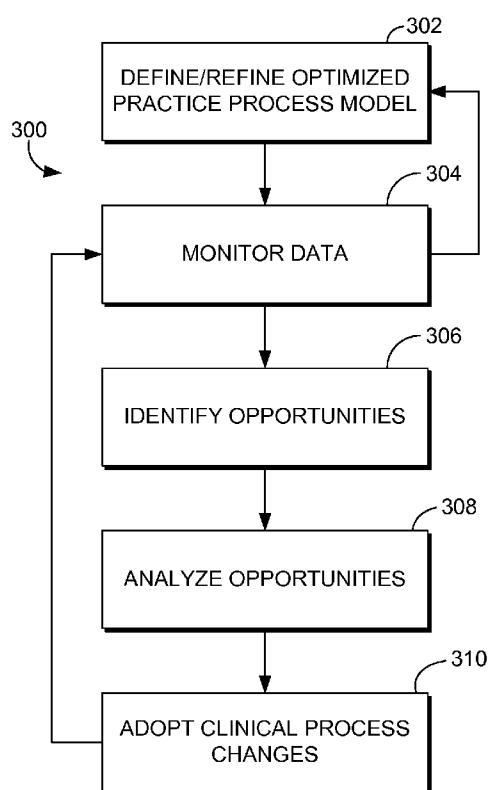 302
DEFINE/REFINE OPTIMIZED
PRACTICE PROCESS MODEL
300
304
MONITOR DATA
306
IDENTIFY OPPORTUNITIES
308
ANALYZE OPPORTUNITIES
310
ADOPT CLINICAL PROCESS
CHANGES